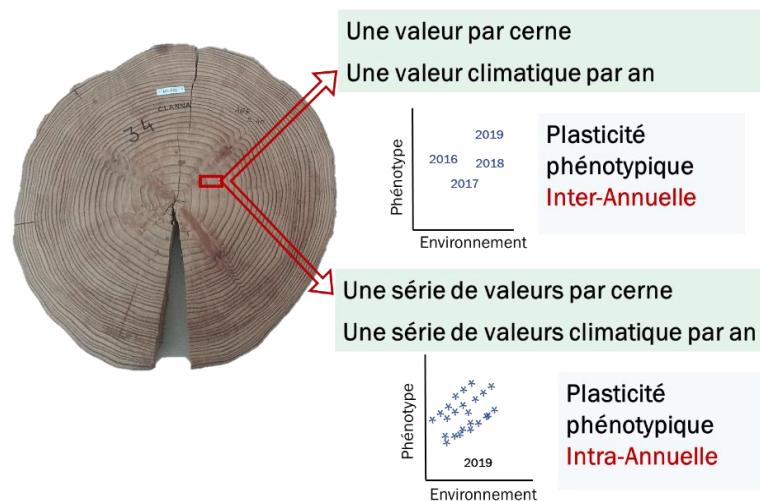 Une valeur par cerne
Une valeur climatique par an
CLANNA
34
Phénotype
2019
2016
2018
2017
Environnement
Plasticité
phénotypique
Inter-Annuelle
Une série de valeurs par cerne
Une série de valeurs climatique par an
Phénotype
2019
Environnement
Plasticité
phénotypique
Intra-Annuelle